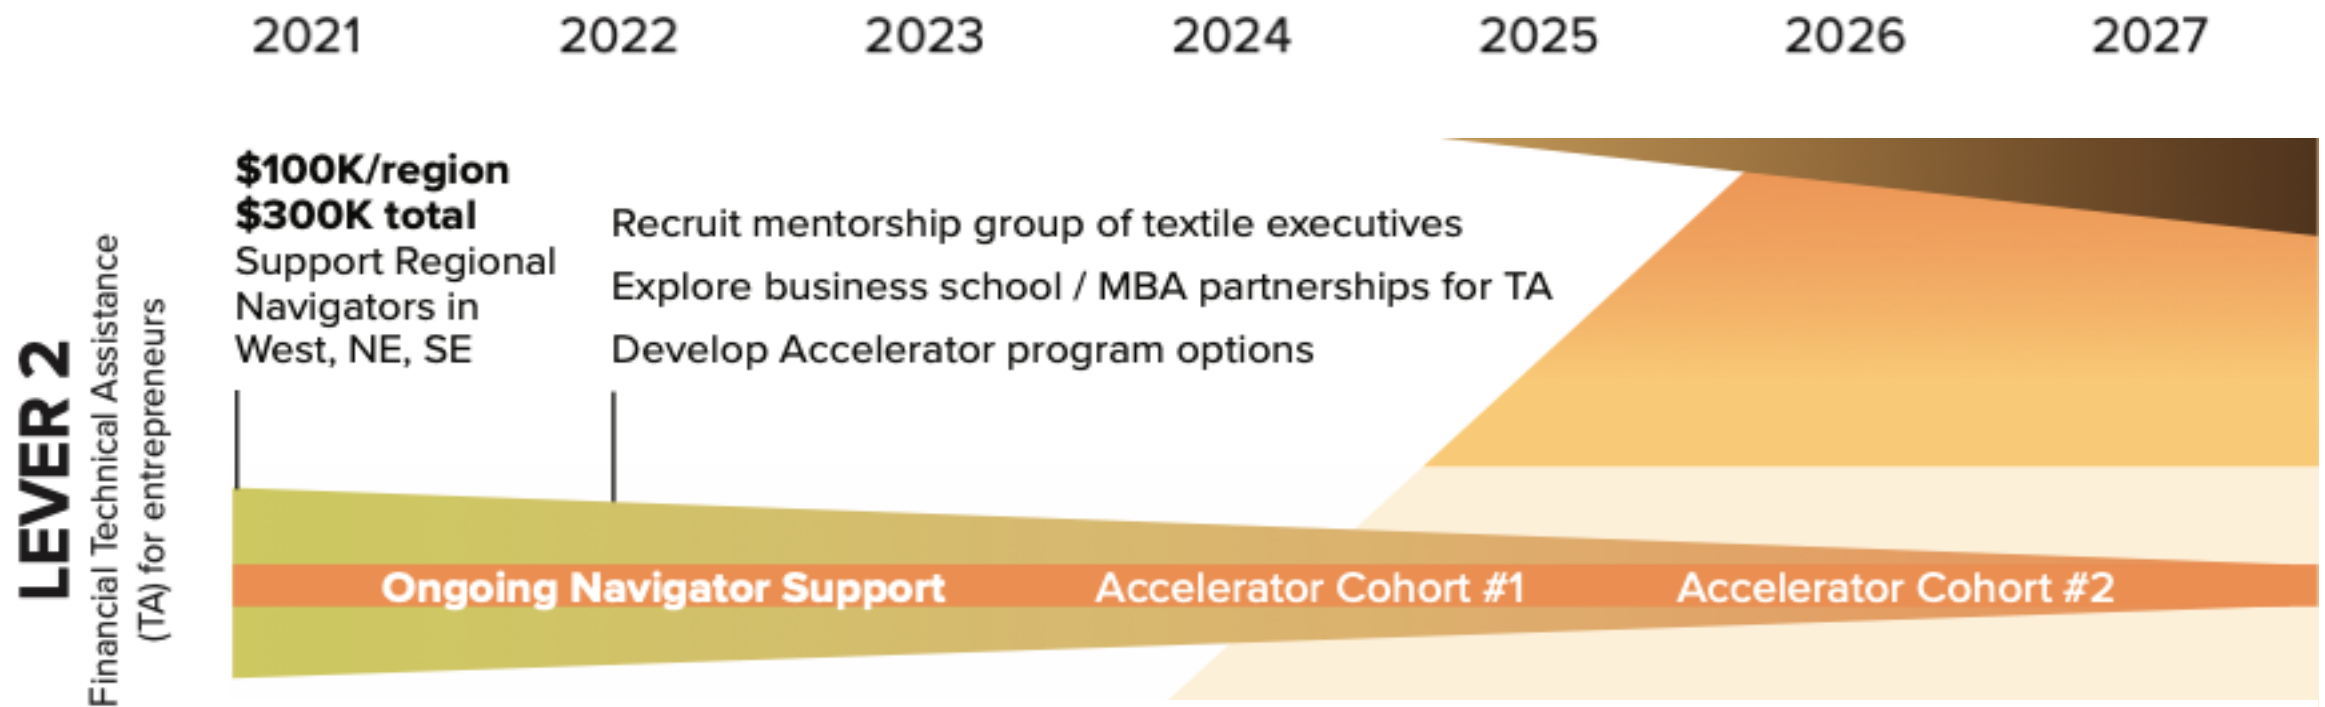 2021 2022 2023 2024 2025 2026 2027
LEVER 2
Financial Technical Assistance
(TA) for entrepreneurs
$100K/region
$300K total
Support Regional
Navigators in
West, NE, SE
Recruit mentorship group of textile executives
Explore business school / MBA partnerships for TA
Develop Accelerator program options
Ongoing Navigator Support
Accelerator Cohort #1
Accelerator Cohort #2